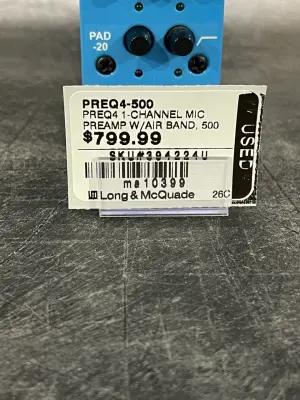 PAD
-20
PREQ4-500
PREQ4 1-CHANNEL MIC
PREAMP W/AIR BAND, 500
$799.99
SKU#394224U
ma10399
Long & McQuade
26C
USED